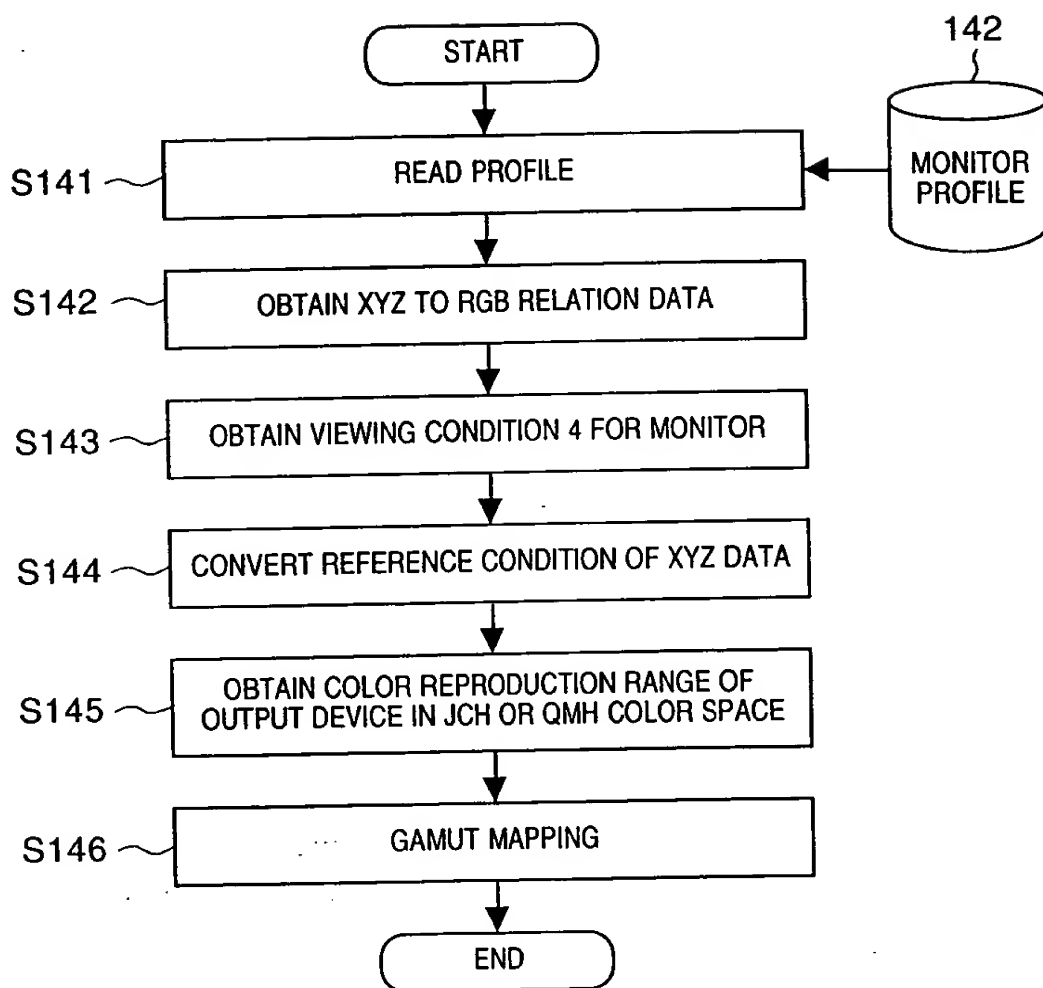 START
142
MONITOR
PROFILE
S141
READ PROFILE
S142
OBTAIN XYZ TO RGB RELATION DATA
S143
OBTAIN VIEWING CONDITION 4 FOR MONITOR
S144
CONVERT REFERENCE CONDITION OF XYZ DATA
S145
OBTAIN COLOR REPRODUCTION RANGE OF
OUTPUT DEVICE IN JCH OR QMH COLOR SPACE
S146
GAMUT MAPPING
END